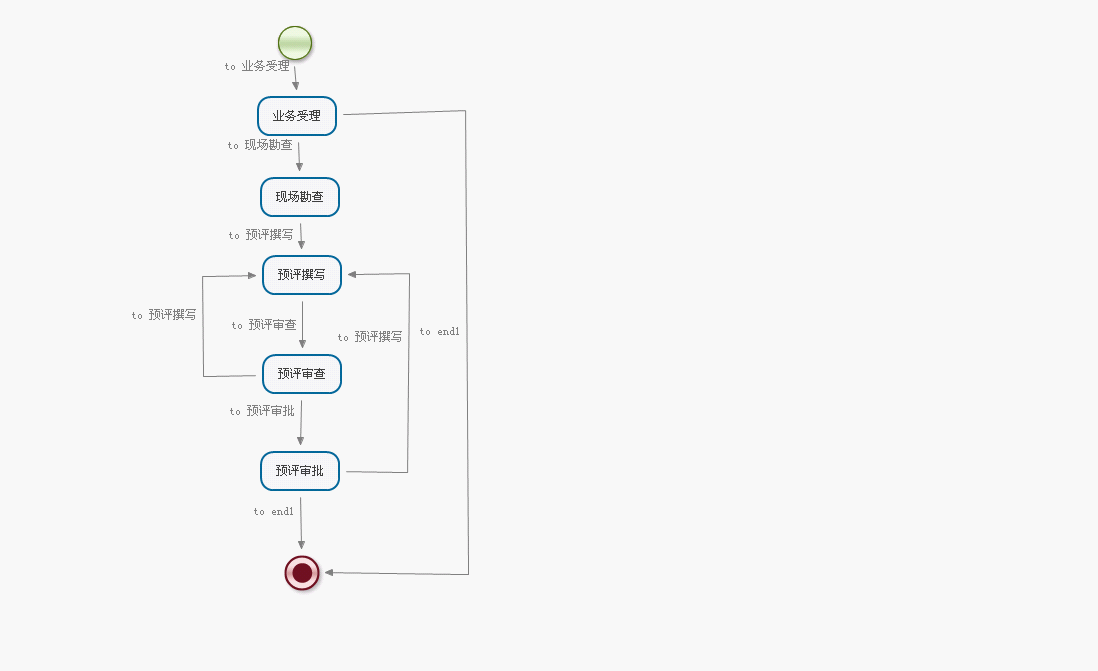 to 业务受理
业务受理
to 现场勘查
现场勘查
to 预评撰写
预评撰写
to 预评撰写
to 预评审查
to 预评撰写
to end1
预评审查
to 预评审批
预评审批
to end1